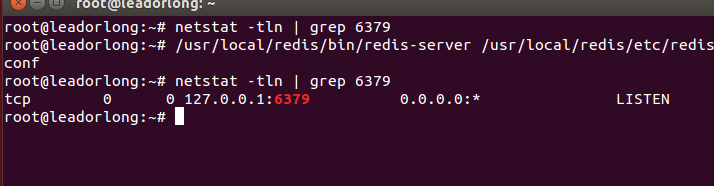 root@leadorlong: ~
root@leadorlong:~# netstat -tln | grep 6379
root@leadorlong:~# /usr/local/redis/bin/redis-server /usr/local/redis/etc/redis
conf
root@leadorlong:~# netstat -tln | grep 6379
tcp        0      0 127.0.0.1:6379          0.0.0.0:*               LISTEN
root@leadorlong:~#